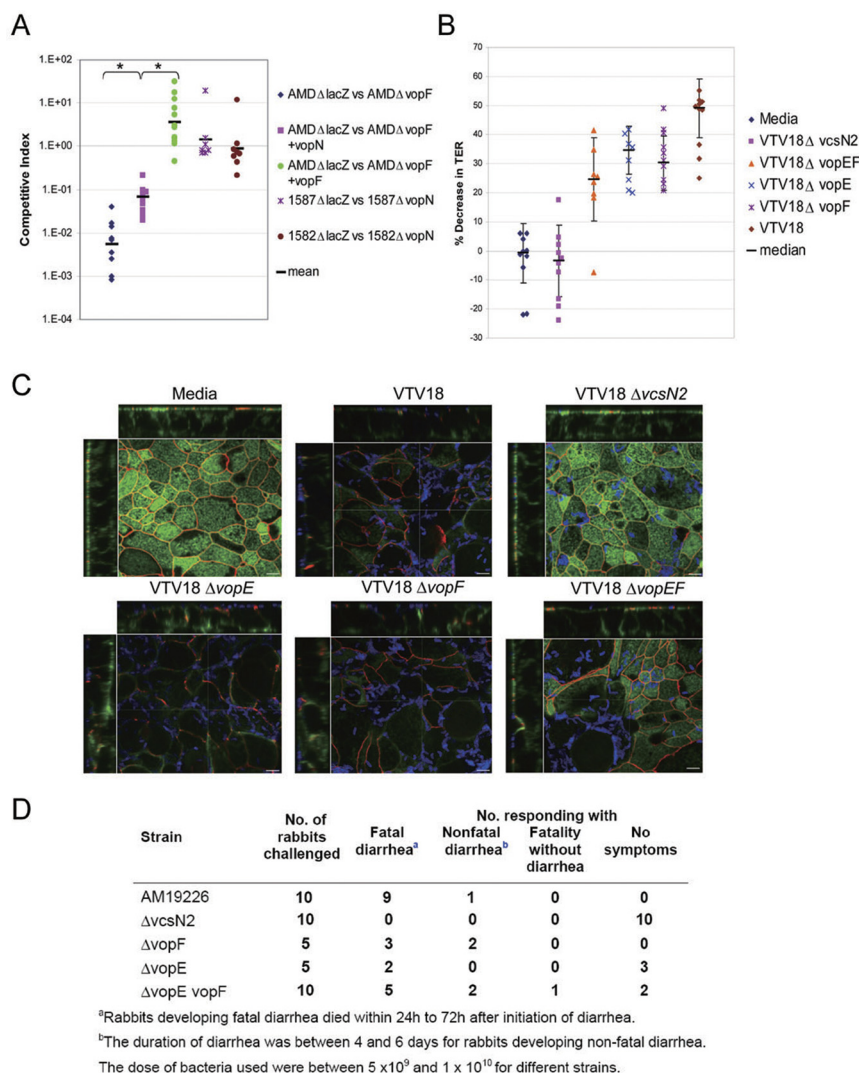 A
1.E+02
1.E+01
1.E+00
1.E-01
1.E-02
1.E-03
1.E-04
Competitive Index
* *
AMDΔlacZ vs AMDΔvopF
AMDΔlacZ vs AMDΔvopF
+vopN
AMDΔlacZ vs AMDΔvopF
+vopF
1587ΔlacZ vs 1587ΔvopN
1582ΔlacZ vs 1582ΔvopN
mean
B
70
60
50
40
30
20
10
0
-10
-20
-30
% Decrease in TER
Media
VTV18Δ vcsN2
VTV18Δ vopEF
VTV18Δ vopE
VTV18Δ vopF
VTV18
median
C
Media
VTV18
VTV18 ΔvcsN2
VTV18 ΔvopE
VTV18 ΔvopF
VTV18 ΔvopEF
D
No. responding with
Strain No. of rabbits challenged Fatal diarrheaᵃ Nonfatal diarrheaᵇ Fatality without diarrhea No symptoms
AM19226 10 9 1 0 0
ΔvcsN2 10 0 0 0 10
ΔvopF 5 3 2 0 0
ΔvopE 5 2 0 0 3
ΔvopE vopF 10 5 2 1 2
ᵃRabbits developing fatal diarrhea died within 24h to 72h after initiation of diarrhea.
ᵇThe duration of diarrhea was between 4 and 6 days for rabbits developing non-fatal diarrhea.
The dose of bacteria used were between 5 x10⁹ and 1 x 10¹⁰ for different strains.